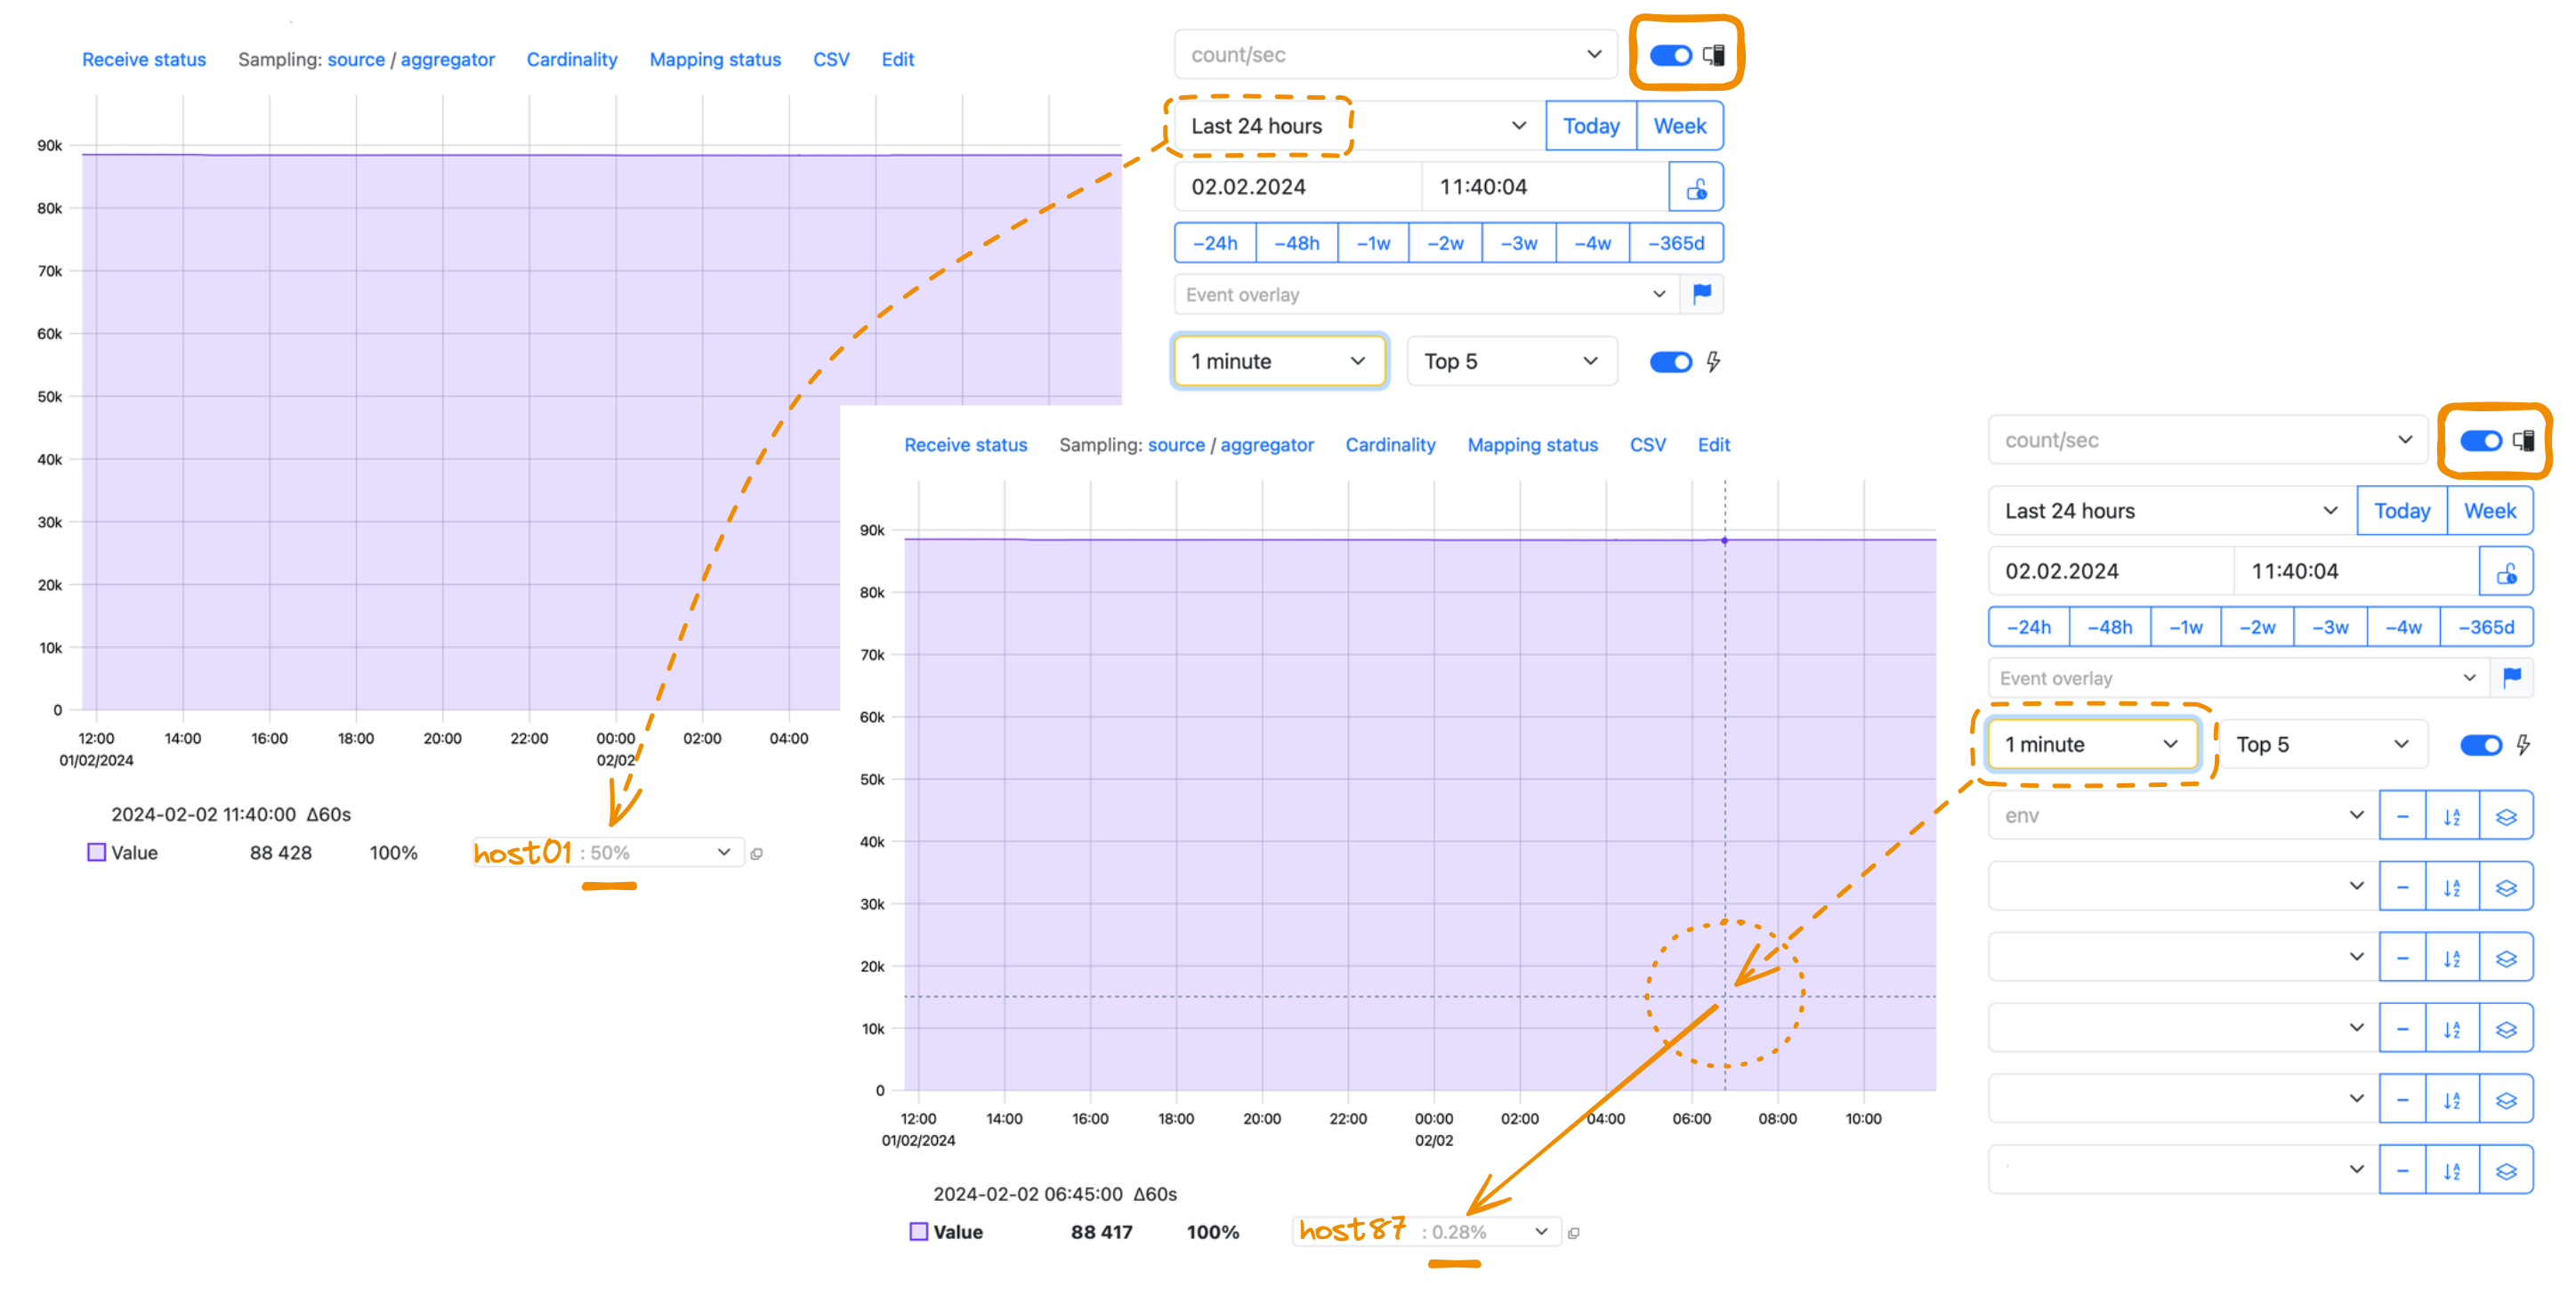 Receive status Sampling: source / aggregator Cardinality Mapping status CSV Edit
count/sec
Last 24 hours Today Week
02.02.2024 11:40:04
–24h –48h –1w –2w –3w –4w –365d
Event overlay
1 minute Top 5
90k
80k
70k
60k
50k
40k
30k
20k
10k
0
12:00 14:00 16:00 18:00 20:00 22:00 00:00 02:00 04:00
01/02/2024 02/02
2024-02-02 11:40:00 Δ60s
Value 88 428 100% host01 : 50%
Receive status Sampling: source / aggregator Cardinality Mapping status CSV Edit
count/sec
Last 24 hours Today Week
02.02.2024 11:40:04
–24h –48h –1w –2w –3w –4w –365d
Event overlay
1 minute Top 5
env – A Z
– A Z
– A Z
– A Z
– A Z
– A Z
90k
80k
70k
60k
50k
40k
30k
20k
10k
0
12:00 14:00 16:00 18:00 20:00 22:00 00:00 02:00 04:00 06:00 08:00 10:00
01/02/2024 02/02
2024-02-02 06:45:00 Δ60s
Value 88 417 100% host87 : 0.28%